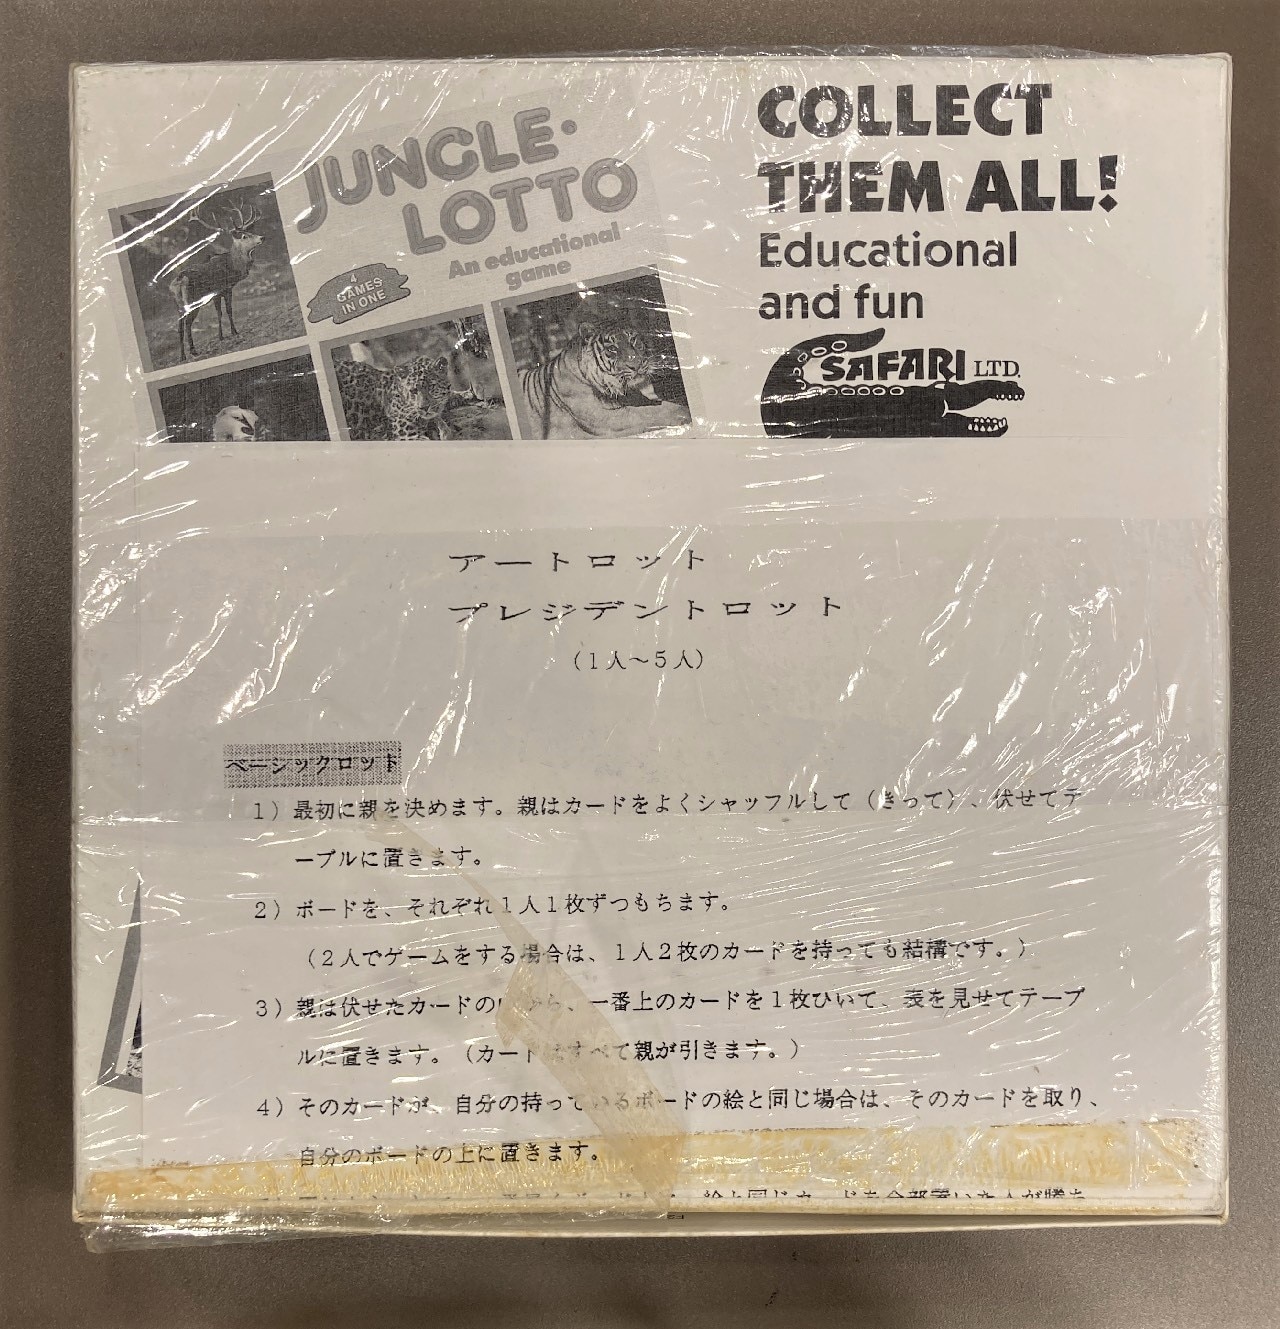 JUNGLE·
LOTTO
An educational
game
4
GAMES
IN ONE
COLLECT
THEM ALL!
Educational
and fun
SAFARI LTD.
アートロット
プレジデントロット
（１人～５人）
ベーシックロット
１）最初に親を決めます。親はカードをよくシャッフルして（きって）、伏せてテ
ーブルに置きます。
２）ボードを、それぞれ１人１枚ずつもちます。
（２人でゲームをする場合は、１人２枚のカードを持っても結構です。）
３）親は伏せたカードの中から、一番上のカードを１枚ひいて、表を見せてテーブ
ルに置きます。（カードはすべて親が引きます。）
４）そのカードが、自分の持っているボードの絵と同じ場合は、そのカードを取り、
自分のボードの上に置きます。